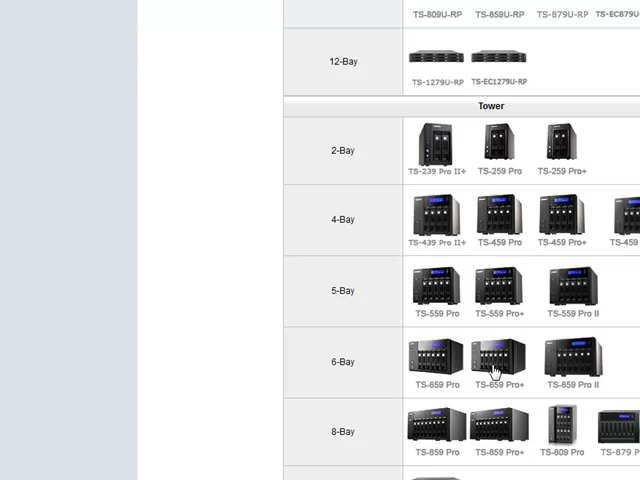 TS-809U-RP TS-859U-RP TS-879U-RP TS-EC879U
12-Bay
TS-1279U-RP TS-EC1279U-RP
Tower
2-Bay
TS-239 Pro II+ TS-259 Pro TS-259 Pro+
4-Bay
TS-439 Pro II+ TS-459 Pro TS-459 Pro+ TS-459
5-Bay
TS-559 Pro TS-559 Pro+ TS-559 Pro II
6-Bay
TS-659 Pro TS-659 Pro+ TS-659 Pro II
8-Bay
TS-859 Pro TS-859 Pro+ TS-809 Pro TS-879 P